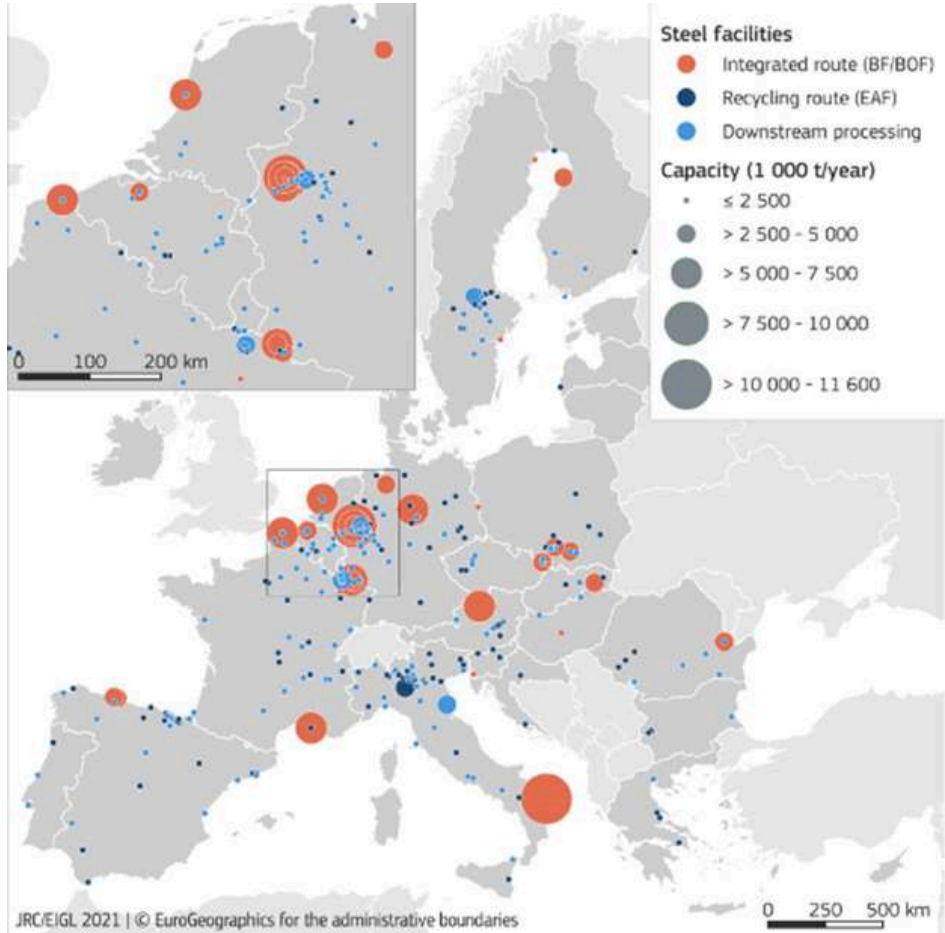 Steel facilities
Integrated route (BF/BOF)
Recycling route (EAF)
Downstream processing
Capacity (1 000 t/year)
≤ 2 500
> 2 500 - 5 000
> 5 000 - 7 500
> 7 500 - 10 000
> 10 000 - 11 600
0 100 200 km
JRC/EIGL 2021 | © EuroGeographics for the administrative boundaries
0 250 500 km